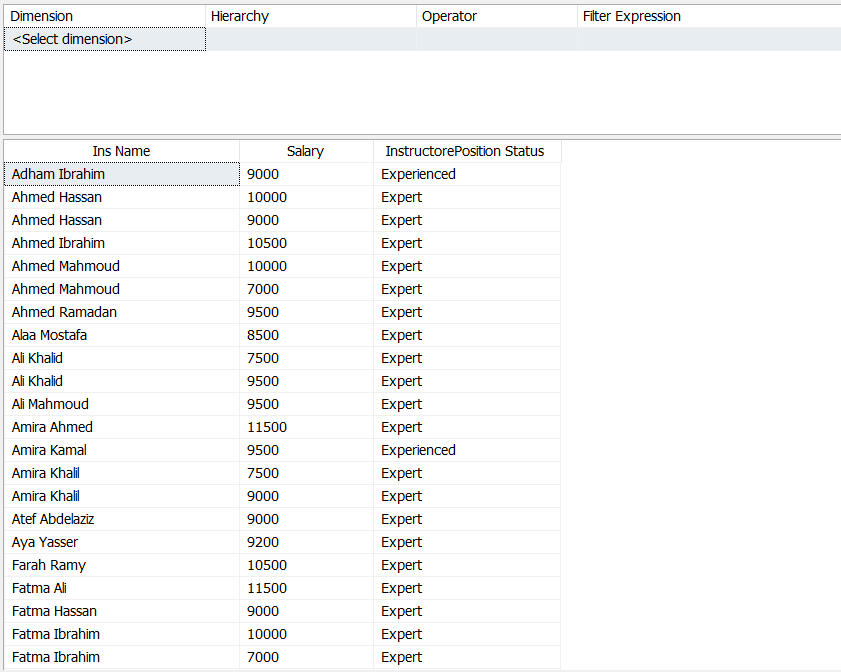 Dimension Hierarchy Operator Filter Expression
<Select dimension>
Ins Name Salary InstructorePosition Status
Adham Ibrahim 9000 Experienced
Ahmed Hassan 10000 Expert
Ahmed Hassan 9000 Expert
Ahmed Ibrahim 10500 Expert
Ahmed Mahmoud 10000 Expert
Ahmed Mahmoud 7000 Expert
Ahmed Ramadan 9500 Expert
Alaa Mostafa 8500 Expert
Ali Khalid 7500 Expert
Ali Khalid 9500 Expert
Ali Mahmoud 9500 Expert
Amira Ahmed 11500 Expert
Amira Kamal 9500 Experienced
Amira Khalil 7500 Expert
Amira Khalil 9000 Expert
Atef Abdelaziz 9000 Expert
Aya Yasser 9200 Expert
Farah Ramy 10500 Expert
Fatma Ali 11500 Expert
Fatma Hassan 9000 Expert
Fatma Ibrahim 10000 Expert
Fatma Ibrahim 7000 Expert